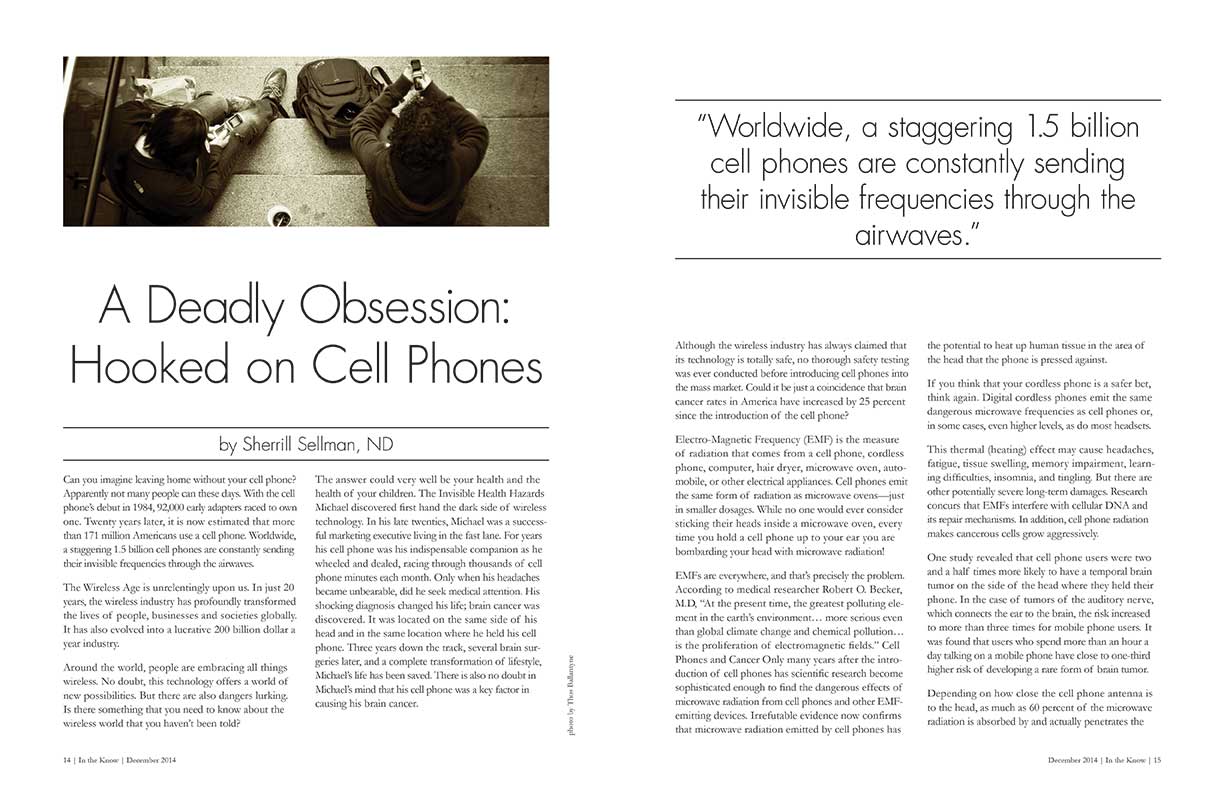 A Deadly Obsession:
Hooked on Cell Phones
by Sherrill Sellman, ND
Can you imagine leaving home without your cell phone?
Apparently not many people can these days. With the cell
phone's debut in 1984, 92,000 early adapters raced to own
one. Twenty years later, it is now estimated that more
than 171 million Americans use a cell phone. Worldwide,
a staggering 1.5 billion cell phones are constantly sending
their invisible frequencies through the airwaves.
The Wireless Age is unrelentingly upon us. In just 20
years, the wireless industry has profoundly transformed
the lives of people, businesses and societies globally.
It has also evolved into a lucrative 200 billion dollar a
year industry.
Around the world, people are embracing all things
wireless. No doubt, this technology offers a world of
new possibilities. But there are also dangers lurking.
Is there something that you need to know about the
wireless world that you haven't been told?
The answer could very well be your health and the
health of your children. The Invisible Health Hazards
Michael discovered first hand the dark side of wireless
technology. In his late twenties, Michael was a success-
ful marketing executive living in the fast lane. For years
his cell phone was his indispensable companion as he
wheeled and dealed, racing through thousands of cell
phone minutes each month. Only when his headaches
became unbearable, did he seek medical attention. His
shocking diagnosis changed his life; brain cancer was
discovered. It was located on the same side of his
head and in the same location where he held his cell
phone. Three years down the track, several brain sur-
geries later, and a complete transformation of lifestyle,
Michael's life has been saved. There is also no doubt in
Michael's mind that his cell phone was a key factor in
causing his brain cancer.
photo by Thos Ballantyne
14 | In the Know | December 2014
"Worldwide, a staggering 1.5 billion
cell phones are constantly sending
their invisible frequencies through the
airwaves."
Although the wireless industry has always claimed that
its technology is totally safe, no thorough safety testing
was ever conducted before introducing cell phones into
the mass market. Could it be just a coincidence that brain
cancer rates in America have increased by 25 percent
since the introduction of the cell phone?
Electro-Magnetic Frequency (EMF) is the measure
of radiation that comes from a cell phone, cordless
phone, computer, hair dryer, microwave oven, auto-
mobile, or other electrical appliances. Cell phones emit
the same form of radiation as microwave ovens—just
in smaller dosages. While no one would ever consider
sticking their heads inside a microwave oven, every
time you hold a cell phone up to your ear you are
bombarding your head with microwave radiation!
EMFs are everywhere, and that's precisely the problem.
According to medical researcher Robert O. Becker,
M.D, "At the present time, the greatest polluting ele-
ment in the earth's environment… more serious even
than global climate change and chemical pollution…
is the proliferation of electromagnetic fields." Cell
Phones and Cancer Only many years after the intro-
duction of cell phones has scientific research become
sophisticated enough to find the dangerous effects of
microwave radiation from cell phones and other EMF-
emitting devices. Irrefutable evidence now confirms
that microwave radiation emitted by cell phones has
the potential to heat up human tissue in the area of
the head that the phone is pressed against.
If you think that your cordless phone is a safer bet,
think again. Digital cordless phones emit the same
dangerous microwave frequencies as cell phones or,
in some cases, even higher levels, as do most headsets.
This thermal (heating) effect may cause headaches,
fatigue, tissue swelling, memory impairment, learn-
ing difficulties, insomnia, and tingling. But there are
other potentially severe long-term damages. Research
concurs that EMFs interfere with cellular DNA and
its repair mechanisms. In addition, cell phone radiation
makes cancerous cells grow aggressively.
One study revealed that cell phone users were two
and a half times more likely to have a temporal brain
tumor on the side of the head where they held their
phone. In the case of tumors of the auditory nerve,
which connects the ear to the brain, the risk increased
to more than three times for mobile phone users. It
was found that users who spend more than an hour a
day talking on a mobile phone have close to one-third
higher risk of developing a rare form of brain tumor.
Depending on how close the cell phone antenna is
to the head, as much as 60 percent of the microwave
radiation is absorbed by and actually penetrates the
December 2014 | In the Know | 15